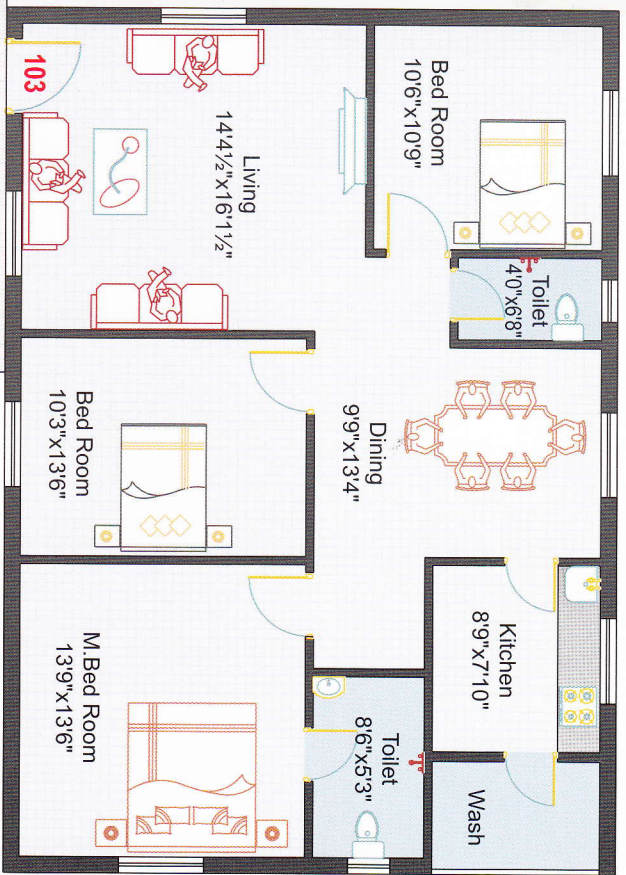 103
Living
14'4½"x16'1½"
Bed Room
10'6"x10'9"
Toilet
4'0"x6'8"
Bed Room
10'3"x13'6"
Dining
9'9"x13'4"
Kitchen
8'9"x7'10"
M.Bed Room
13'9"x13'6"
Toilet
8'6"x5'3"
Wash